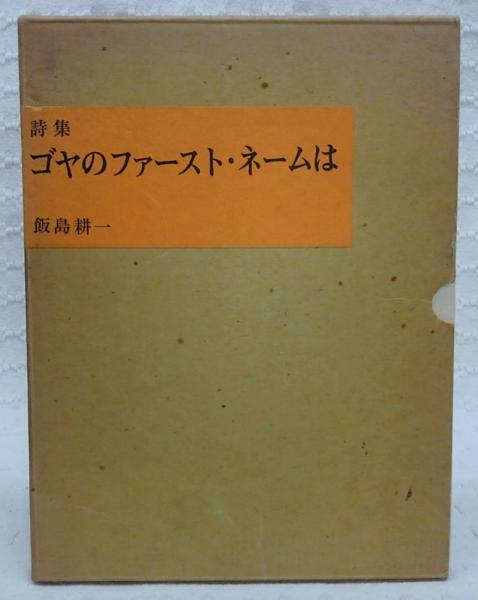 詩集
ゴヤのファースト・ネームは
飯島耕一